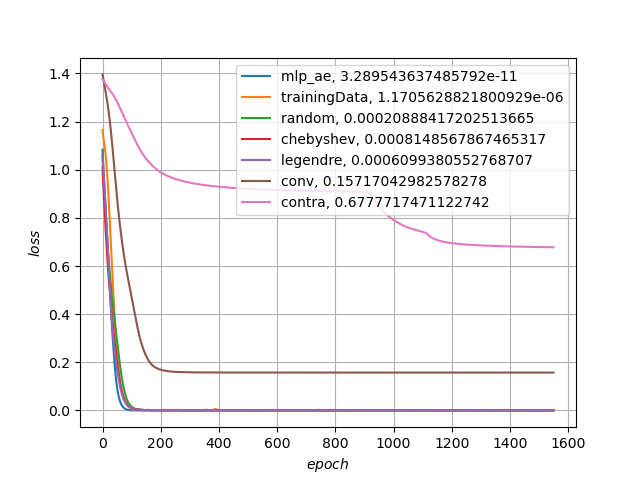 1.4
1.2
1.0
0.8
0.6
0.4
0.2
0.0
loss
mlp_ae, 3.289543637485792e-11
trainingData, 1.1705628821800929e-06
random, 0.00020888417202513665
chebyshev, 0.0008148567867465317
legendre, 0.0006099380552768707
conv, 0.15717042982578278
contra, 0.6777717471122742
0 200 400 600 800 1000 1200 1400 1600
epoch